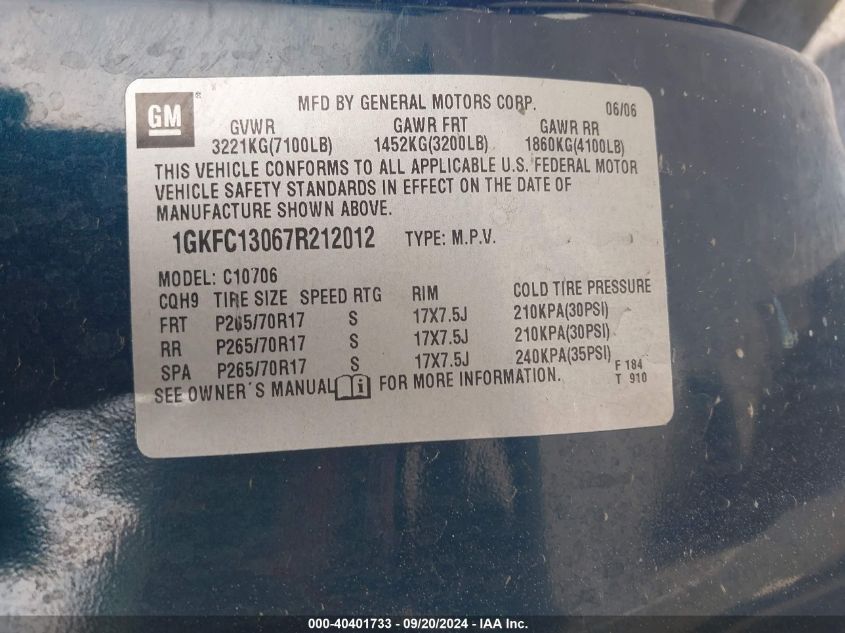 GM ® MFD BY GENERAL MOTORS CORP. 06/06
GVWR GAWR FRT GAWR RR
3221KG(7100LB) 1452KG(3200LB) 1860KG(4100LB)
THIS VEHICLE CONFORMS TO ALL APPLICABLE U.S. FEDERAL MOTOR
VEHICLE SAFETY STANDARDS IN EFFECT ON THE DATE OF
MANUFACTURE SHOWN ABOVE.
1GKFC13067R212012 TYPE: M.P.V.
MODEL: C10706
CQH9 TIRE SIZE SPEED RTG RIM COLD TIRE PRESSURE
FRT P265/70R17 S 17X7.5J 210KPA(30PSI)
RR P265/70R17 S 17X7.5J 210KPA(30PSI)
SPA P265/70R17 S 17X7.5J 240KPA(35PSI)
F 184
SEE OWNER'S MANUAL i FOR MORE INFORMATION.
T 910
000-40401733 - 09/20/2024 - IAA Inc.